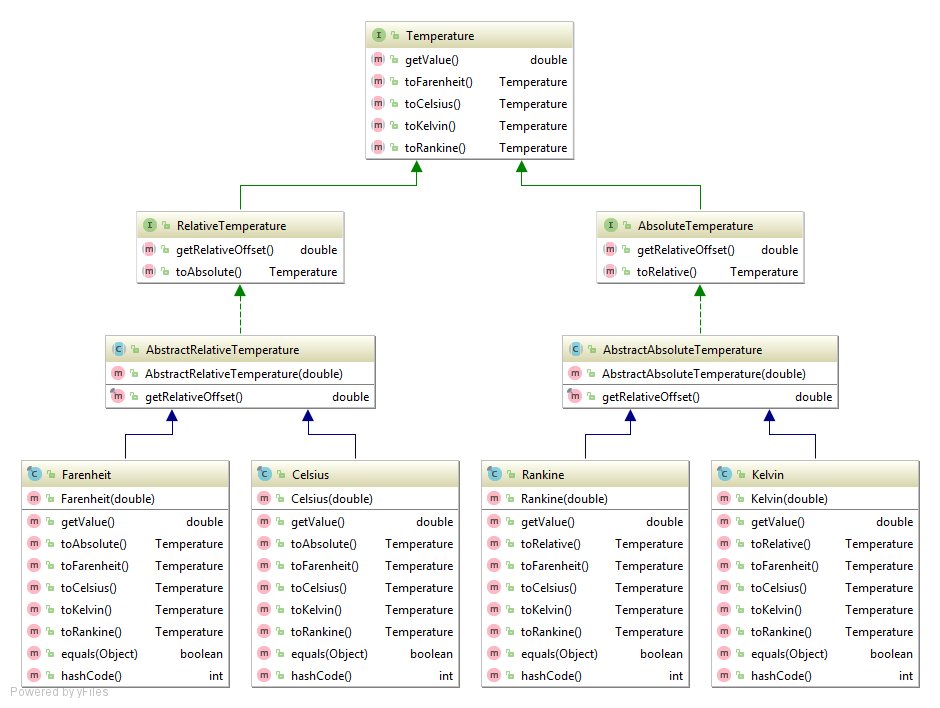 Temperature
getValue() double
toFarenheit() Temperature
toCelsius() Temperature
toKelvin() Temperature
toRankine() Temperature
RelativeTemperature
getRelativeOffset() double
toAbsolute() Temperature
AbsoluteTemperature
getRelativeOffset() double
toRelative() Temperature
AbstractRelativeTemperature
AbstractRelativeTemperature(double)
getRelativeOffset() double
AbstractAbsoluteTemperature
AbstractAbsoluteTemperature(double)
getRelativeOffset() double
Farenheit
Farenheit(double)
getValue() double
toAbsolute() Temperature
toFarenheit() Temperature
toCelsius() Temperature
toKelvin() Temperature
toRankine() Temperature
equals(Object) boolean
hashCode() int
Celsius
Celsius(double)
getValue() double
toAbsolute() Temperature
toFarenheit() Temperature
toCelsius() Temperature
toKelvin() Temperature
toRankine() Temperature
equals(Object) boolean
hashCode() int
Rankine
Rankine(double)
getValue() double
toRelative() Temperature
toFarenheit() Temperature
toCelsius() Temperature
toKelvin() Temperature
toRankine() Temperature
equals(Object) boolean
hashCode() int
Kelvin
Kelvin(double)
getValue() double
toRelative() Temperature
toFarenheit() Temperature
toCelsius() Temperature
toKelvin() Temperature
toRankine() Temperature
equals(Object) boolean
hashCode() int
Powered by yFiles